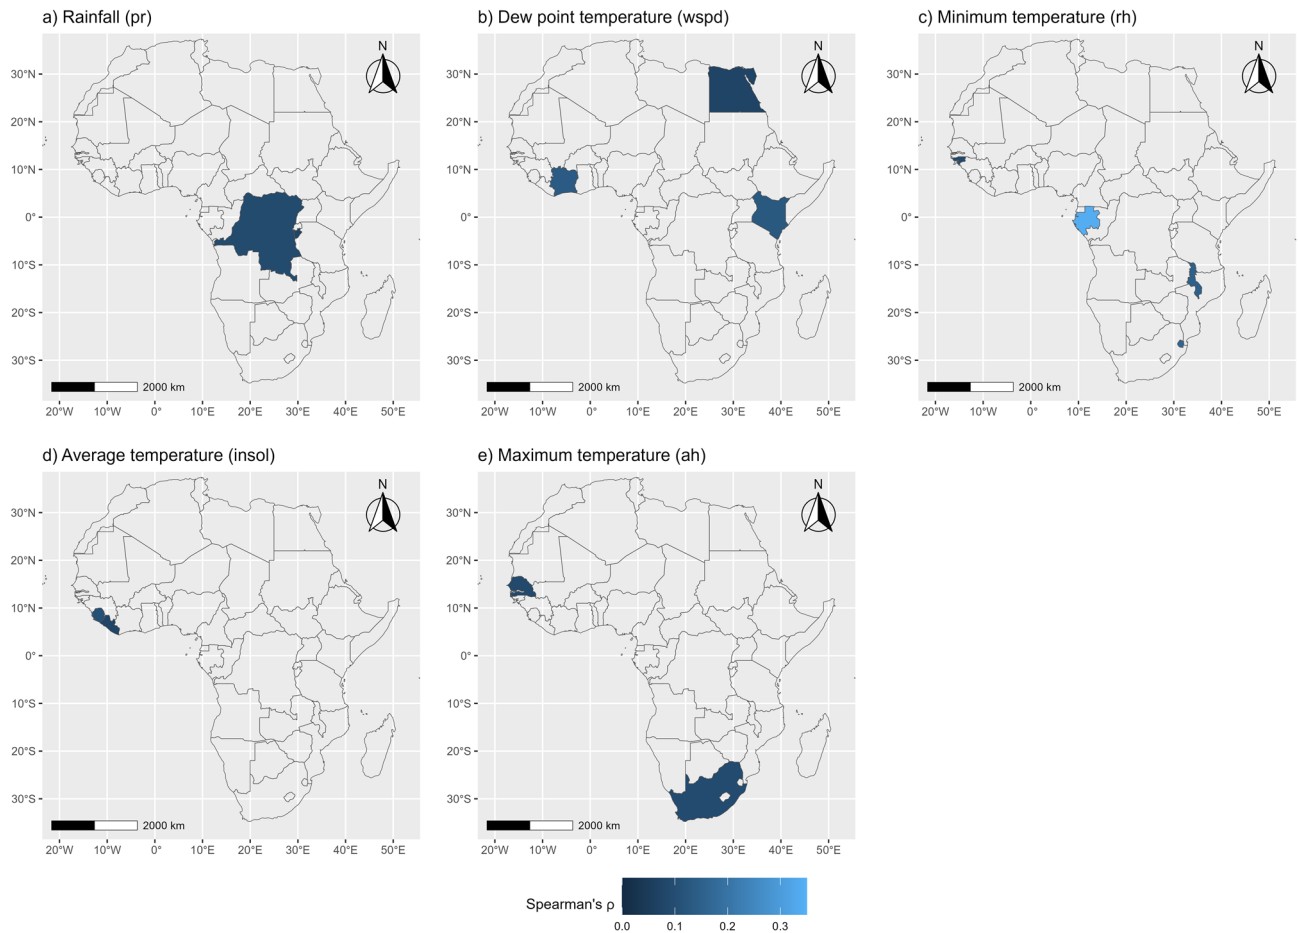 a) Rainfall (pr)
b) Dew point temperature (wspd)
c) Minimum temperature (rh)
N
N
N
30°N
20°N
10°N
0°
10°S
20°S
30°S
30°N
20°N
10°N
0°
10°S
20°S
30°S
30°N
20°N
10°N
0°
10°S
20°S
30°S
2000 km
2000 km
2000 km
20°W 10°W 0° 10°E 20°E 30°E 40°E 50°E
20°W 10°W 0° 10°E 20°E 30°E 40°E 50°E
20°W 10°W 0° 10°E 20°E 30°E 40°E 50°E
d) Average temperature (insol)
e) Maximum temperature (ah)
N
N
30°N
20°N
10°N
0°
10°S
20°S
30°S
30°N
20°N
10°N
0°
10°S
20°S
30°S
2000 km
2000 km
20°W 10°W 0° 10°E 20°E 30°E 40°E 50°E
20°W 10°W 0° 10°E 20°E 30°E 40°E 50°E
Spearman's ρ
0.0 0.1 0.2 0.3